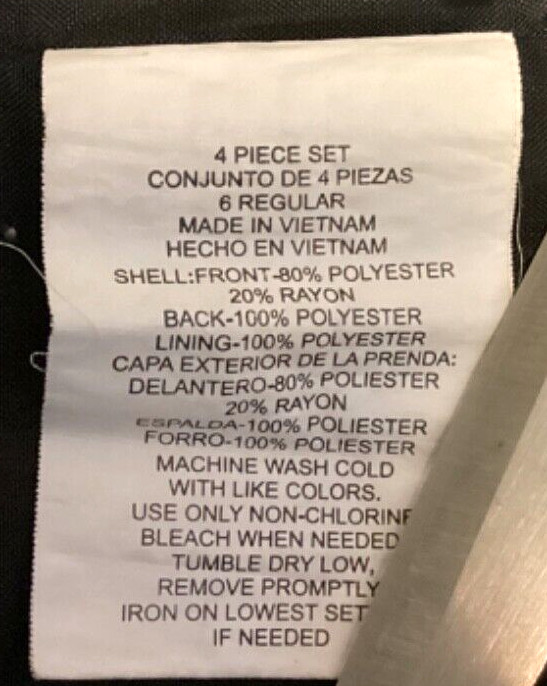 4 PIECE SET
CONJUNTO DE 4 PIEZAS
6 REGULAR
MADE IN VIETNAM
HECHO EN VIETNAM
SHELL:FRONT-80% POLYESTER
20% RAYON
BACK-100% POLYESTER
LINING-100% POLYESTER
CAPA EXTERIOR DE LA PRENDA:
DELANTERO-80% POLIESTER
20% RAYON
ESPALDA-100% POLIESTER
FORRO-100% POLIESTER
MACHINE WASH COLD
WITH LIKE COLORS.
USE ONLY NON-CHLORINE
BLEACH WHEN NEEDED
TUMBLE DRY LOW,
REMOVE PROMPTLY
IRON ON LOWEST SET
IF NEEDED